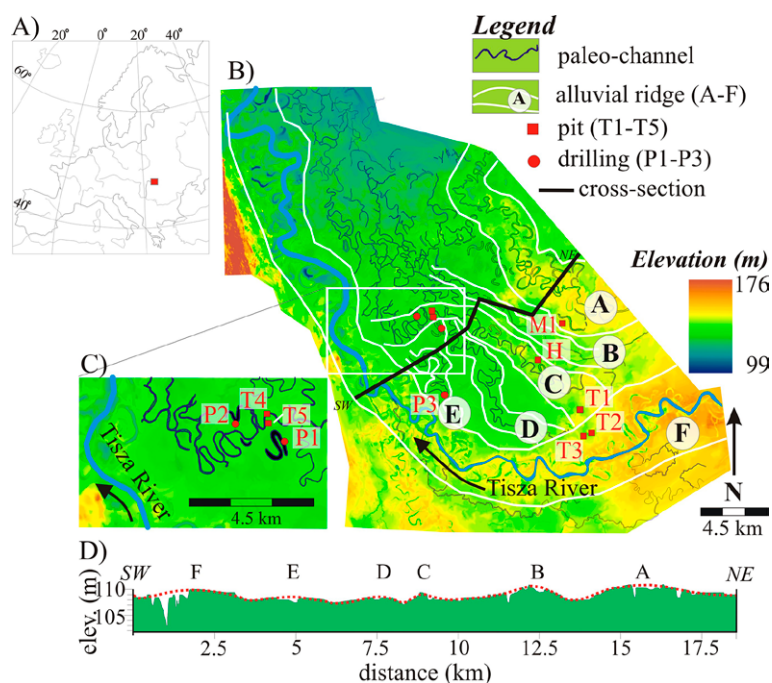 A)
20° 0° 20° 40°
60°
40°
Legend
paleo-channel
A
alluvial ridge (A-F)
pit (T1-T5)
drilling (P1-P3)
cross-section
B)
NE
SW
Elevation (m)
176
99
A
M1
B
H
C
T1
T2
T3
P3
E
D
F
Tisza River
N
4.5 km
C)
T4
P2
T5
P1
Tisza River
4.5 km
D)
SW F E D C B A NE
elev. (m)
110
105
2.5 5 7.5 10 12.5 15 17.5
distance (km)